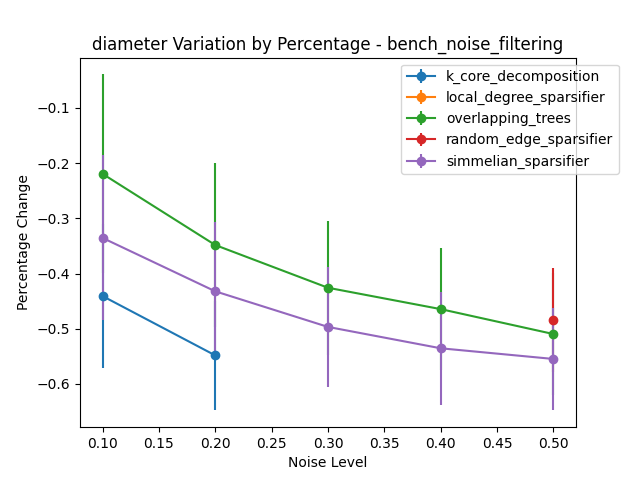 diameter Variation by Percentage - bench_noise_filtering
k_core_decomposition
local_degree_sparsifier
overlapping_trees
random_edge_sparsifier
simmelian_sparsifier
Percentage Change
−0.1
−0.2
−0.3
−0.4
−0.5
−0.6
0.10 0.15 0.20 0.25 0.30 0.35 0.40 0.45 0.50
Noise Level